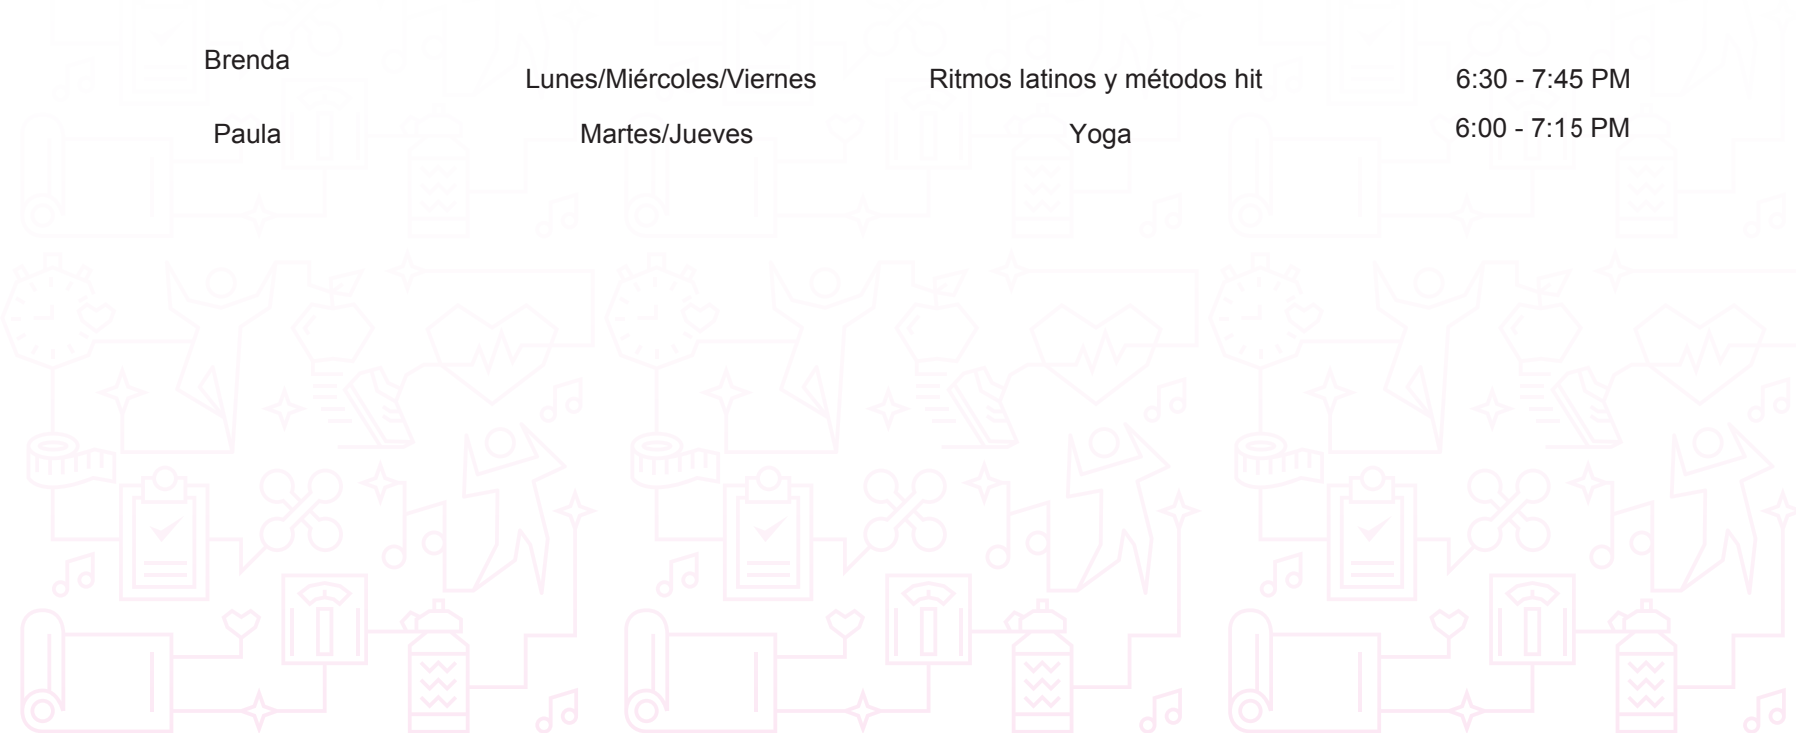 Brenda Lunes/Miércoles/Viernes Ritmos latinos y métodos hit 6:30 - 7:45 PM
Paula Martes/Jueves Yoga 6:00 - 7:15 PM